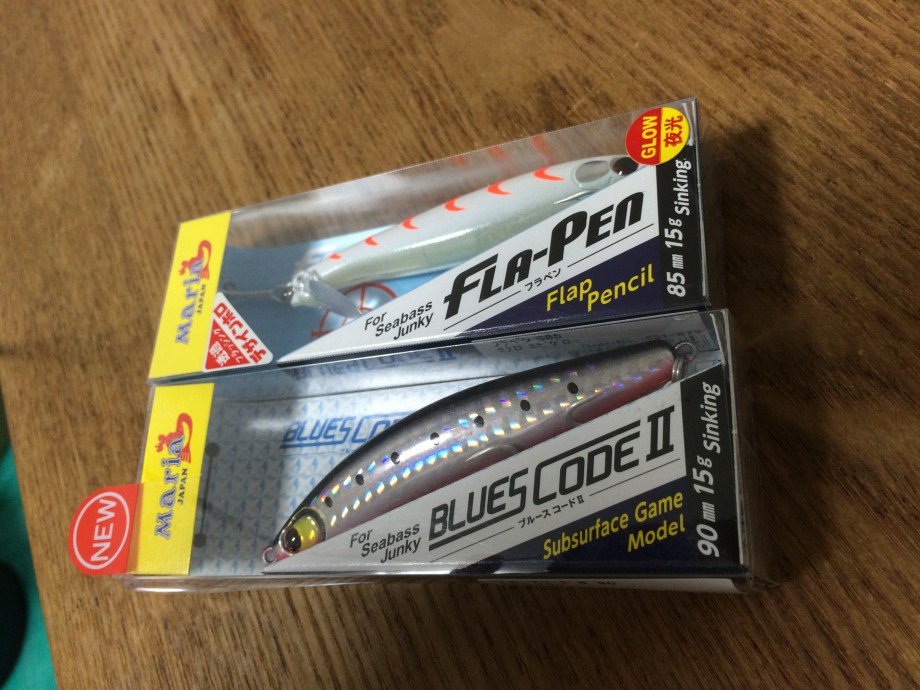 GLOW
夜光
Maria
JAPAN
For
Seabass
Junky
FLA-PEN
フラペン
Flap
Pencil
85mm 15g Sinking
BLUES CODE II
Maria
JAPAN
NEW
For
Seabass
Junky
BLUES CODE II
ブルースコードII
Subsurface Game
Model
90mm 15g Sinking